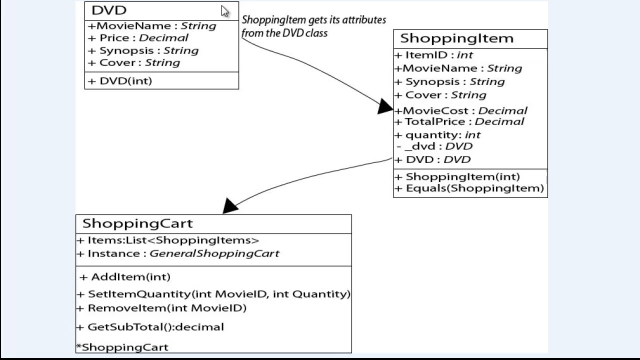 DVD
+MovieName : String
+ Price : Decimal
+ Synopsis : String
+ Cover : String
+ DVD(int)
ShoppingItem gets its attributes
from the DVD class
ShoppingItem
+ ItemID : int
+MovieName : String
+ Synopsis : String
+ Cover : String
+MovieCost : Decimal
+ TotalPrice : Decimal
+ quantity: int
- _dvd : DVD
+ DVD : DVD
+ ShoppingItem(int)
+ Equals(ShoppingItem)
ShoppingCart
+ Items:List<ShoppingItems>
+ Instance : GeneralShoppingCart
+ AddItem(int)
+ SetItemQuantity(int MovieID, int Quantity)
+ RemoveItem(int MovieID)
+ GetSubTotal():decimal
*ShoppingCart